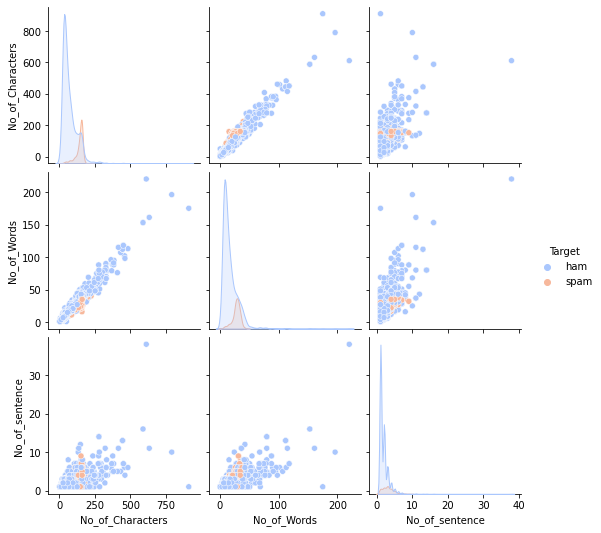 No_of_Characters
800
600
400
200
0
No_of_Words
200
150
100
50
0
Target
ham
spam
No_of_sentence
30
20
10
0
0 250 500 750
0 100 200
0 10 20 30 40
No_of_Characters No_of_Words No_of_sentence